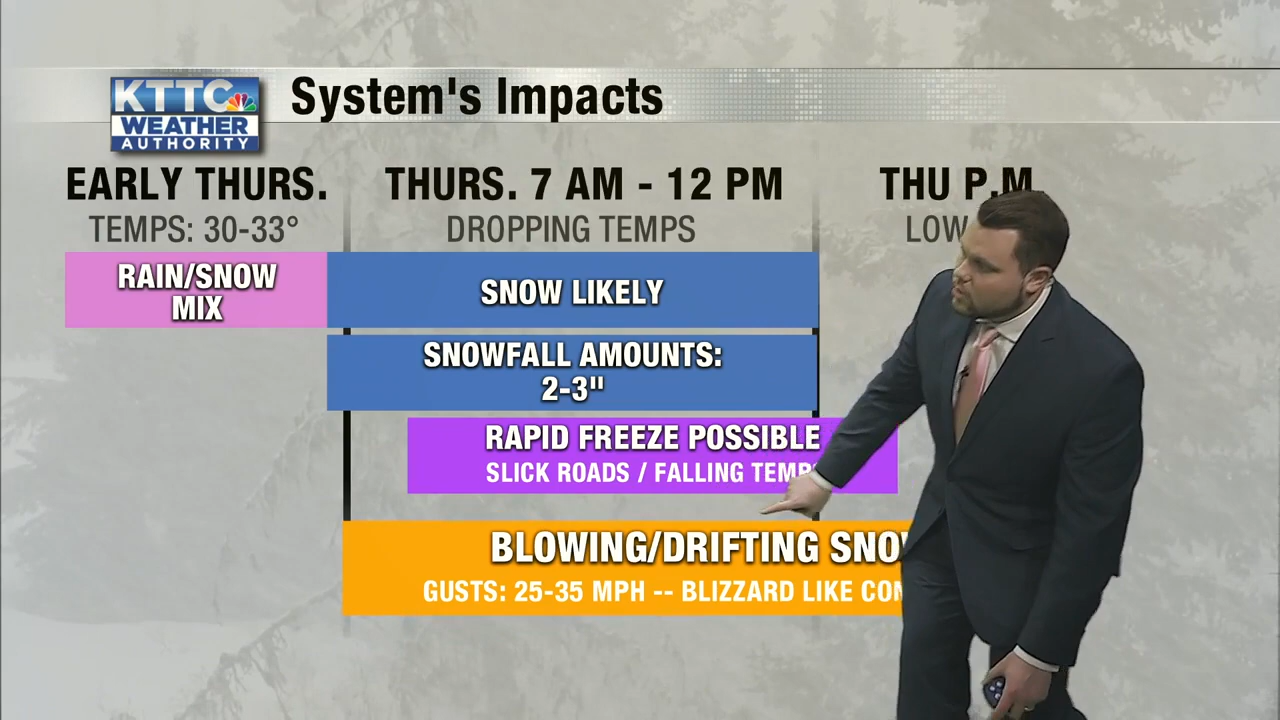 KTTC
WEATHER
AUTHORITY
System's Impacts
EARLY THURS.
TEMPS: 30-33°
THURS. 7 AM - 12 PM
DROPPING TEMPS
THU P.M
LOW
RAIN/SNOW
MIX
SNOW LIKELY
SNOWFALL AMOUNTS:
2-3"
RAPID FREEZE POSSIBLE
SLICK ROADS / FALLING TEMPS
BLOWING/DRIFTING SNOW
GUSTS: 25-35 MPH -- BLIZZARD LIKE